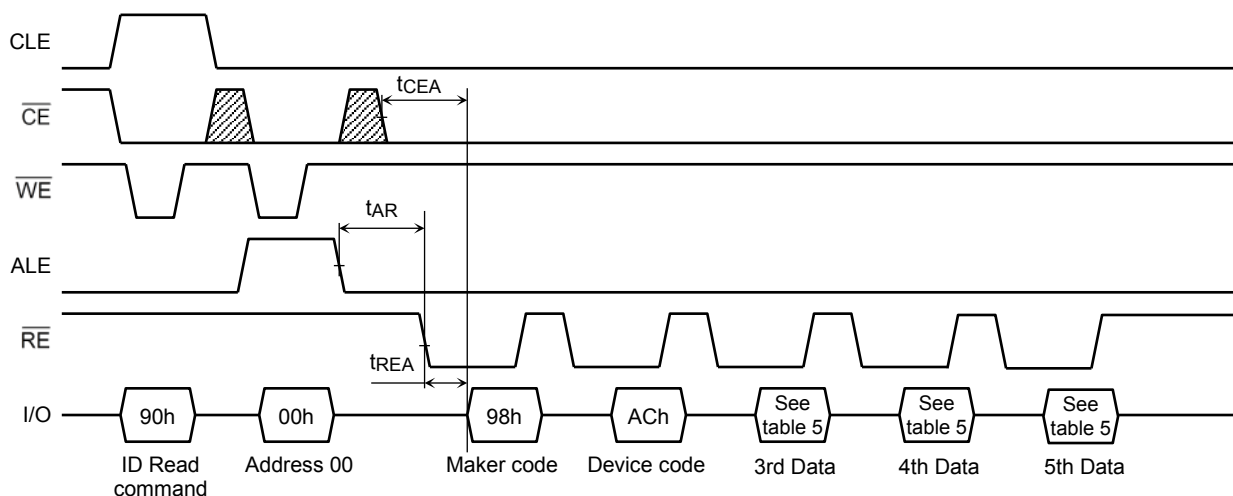 CLE
tCEA
CE
WE
tAR
ALE
RE
tREA
I/O
90h
00h
98h
ACh
See
table 5
See
table 5
See
table 5
ID Read
command
Address 00
Maker code
Device code
3rd Data
4th Data
5th Data